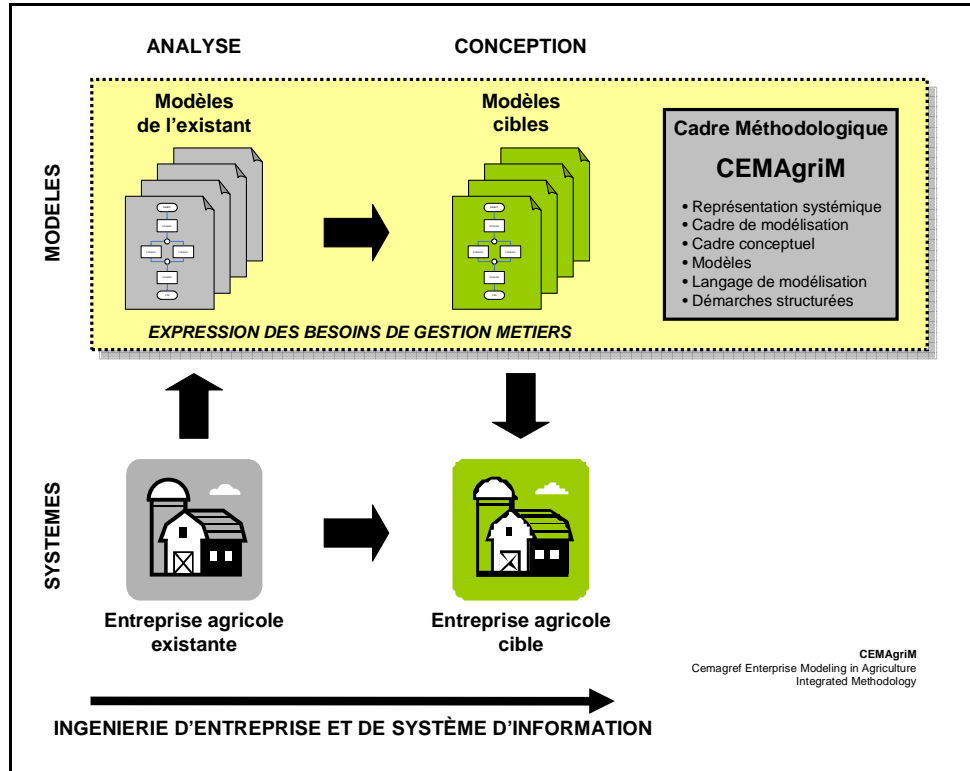 ANALYSE
CONCEPTION
MODELES
Modèles
de l'existant
Modèles
cibles
Cadre Méthodologique
CEMAgriM
• Représentation systémique
• Cadre de modélisation
• Cadre conceptuel
• Modèles
• Langage de modélisation
• Démarches structurées
EXPRESSION DES BESOINS DE GESTION METIERS
SYSTEMES
Entreprise agricole
existante
Entreprise agricole
cible
CEMAgriM
Cemagref Enterprise Modeling in Agriculture
Integrated Methodology
INGENIERIE D'ENTREPRISE ET DE SYSTÈME D'INFORMATION